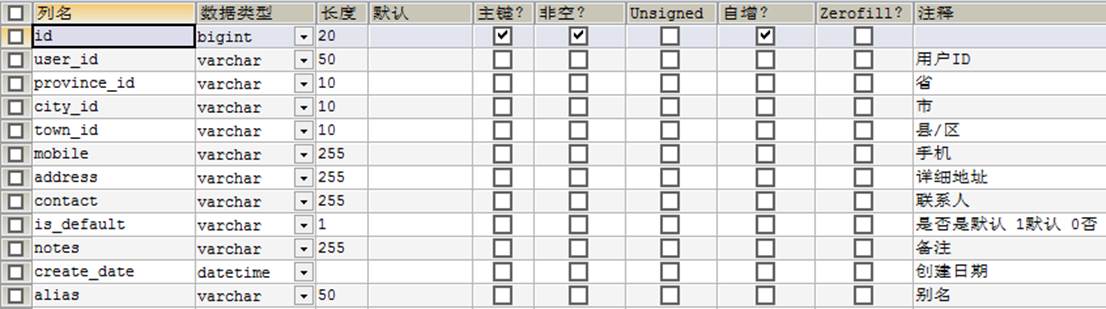 列名 数据类型 长度 默认 主键? 非空? Unsigned 自增? Zerofill? 注释
id bigint 20
user_id varchar 50 用户ID
province_id varchar 10 省
city_id varchar 10 市
town_id varchar 10 县/区
mobile varchar 255 手机
address varchar 255 详细地址
contact varchar 255 联系人
is_default varchar 1 是否是默认 1默认 0否
notes varchar 255 备注
create_date datetime 创建日期
alias varchar 50 别名